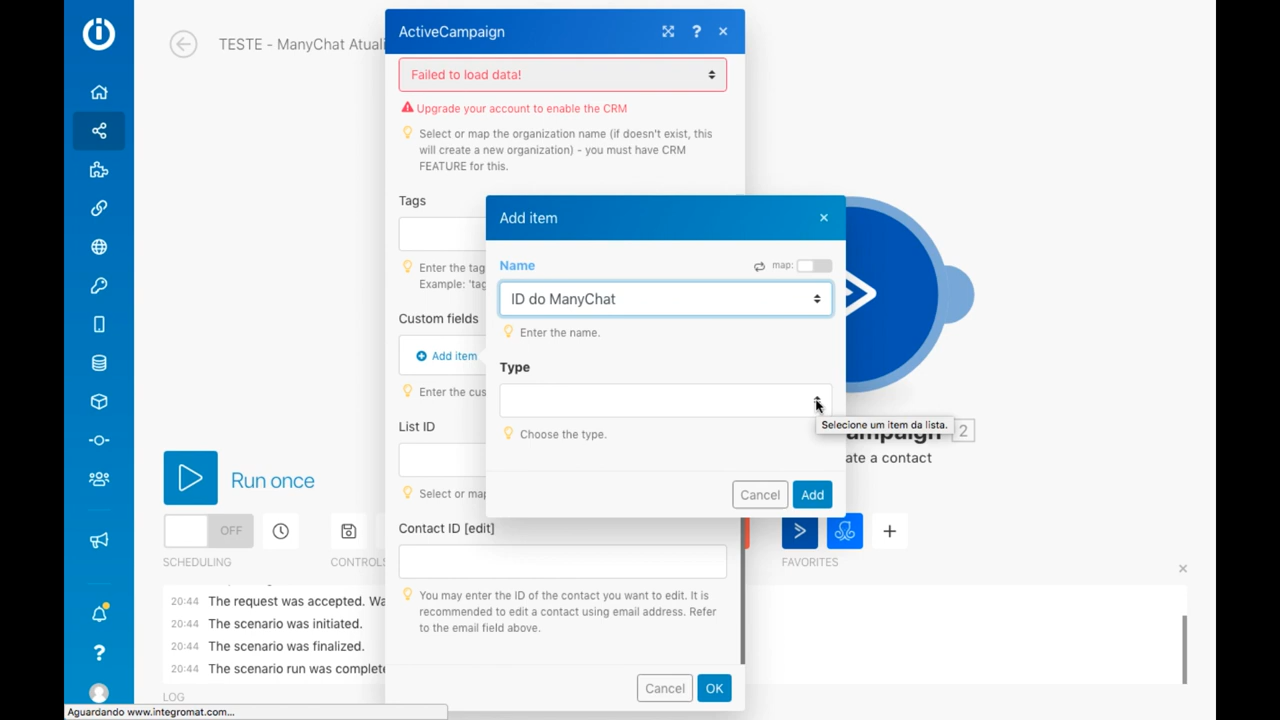 TESTE - ManyChat Atuali
ActiveCampaign
?
Failed to load data!
Upgrade your account to enable the CRM
Select or map the organization name (if doesn't exist, this
will create a new organization) - you must have CRM
FEATURE for this.
Tags
Enter the tag
Example: 'tag
Custom fields
Add item
Enter the cus
List ID
Select or map
Contact ID [edit]
You may enter the ID of the contact you want to edit. It is
recommended to edit a contact using email address. Refer
to the email field above.
Cancel
OK
Add item
Name
map:
ID do ManyChat
Enter the name.
Type
Selecione um item da lista.
Choose the type.
Cancel
Add
2
ate a contact
Run once
OFF
SCHEDULING
CONTROLS
FAVORITES
20:44 The request was accepted. Wa
20:44 The scenario was initiated.
20:44 The scenario was finalized.
20:44 The scenario run was complete
LOG
?
Aguardando www.integromat.com...